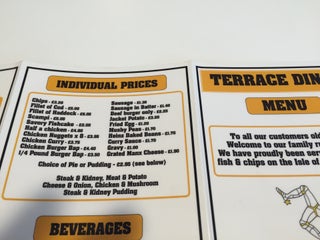 INDIVIDUAL PRICES
Chips -
Fillet of Cod -
Fillet of Haddock -
Scampi -
Savory Fishcake -
Half a chicken -
Chicken Nuggets x 9 -
Chicken Curry -
Chicken Burger Bap -
1/4 Pound Burger Bap -
Sausage -
Sausage in Batter -
Beef burger only -
Jacket Potato -
Fried Egg -
Mushy Peas -
Heinz Baked Beans -
Curry Sauce -
Gravy -
Grated Mann Cheese -
Choice of Pie or Pudding - £2.95 (see below)
Steak & Kidney, Meat & Potato
Cheese & Onion, Chicken & Mushroom
Steak & Kidney Pudding
BEVERAGES
TERRACE DIN
MENU
To all our customers old
Welcome to our family r
We have proudly been serv
fish & chips on the Isle of